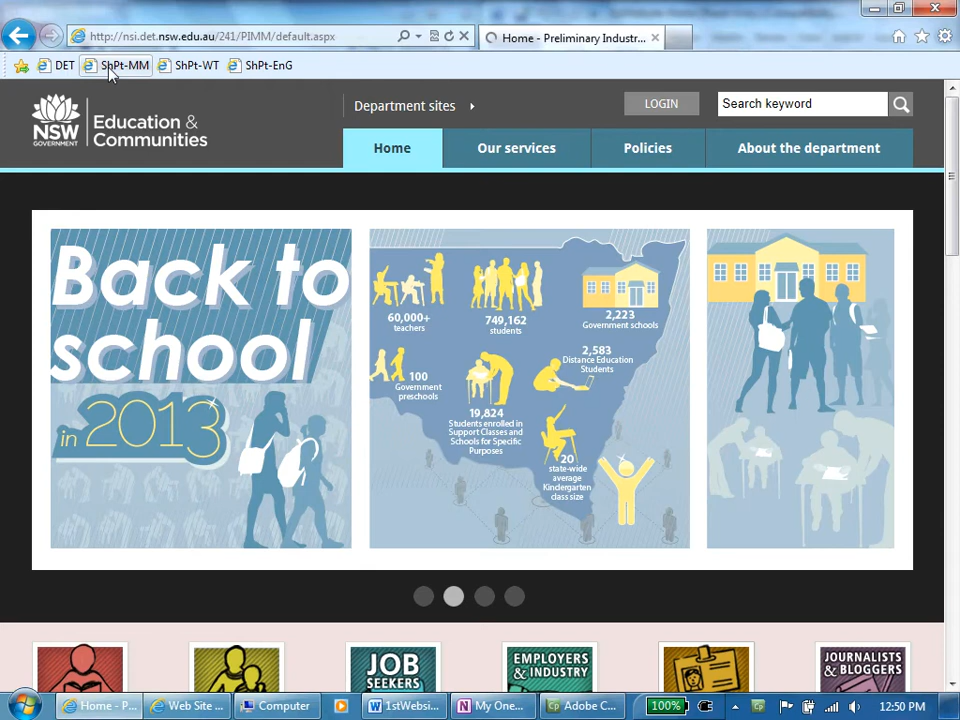 http://nsi.det.nsw.edu.au/241/PIMM/default.aspx
Home - Preliminary Industr...
DET
ShPt-MM
ShPt-WT
ShPt-EnG
NSW
GOVERNMENT
Education &
Communities
Department sites
LOGIN
Search keyword
Home
Our services
Policies
About the department
Back to
school
in 2013
60,000+
teachers
749,162
students
2,223
Government schools
100
Government
preschools
19,824
Students enrolled in
Support Classes and
Schools for Specific
Purposes
2,583
Distance Education
Students
20
state-wide
average
Kindergarten
class size
JOB
SEEKERS
EMPLOYERS
& INDUSTRY
JOURNALISTS
& BLOGGERS
Home - P...
Web Site ...
Computer
1stWebsi...
My One...
Cp
Adobe C...
100%
Cp
12:50 PM